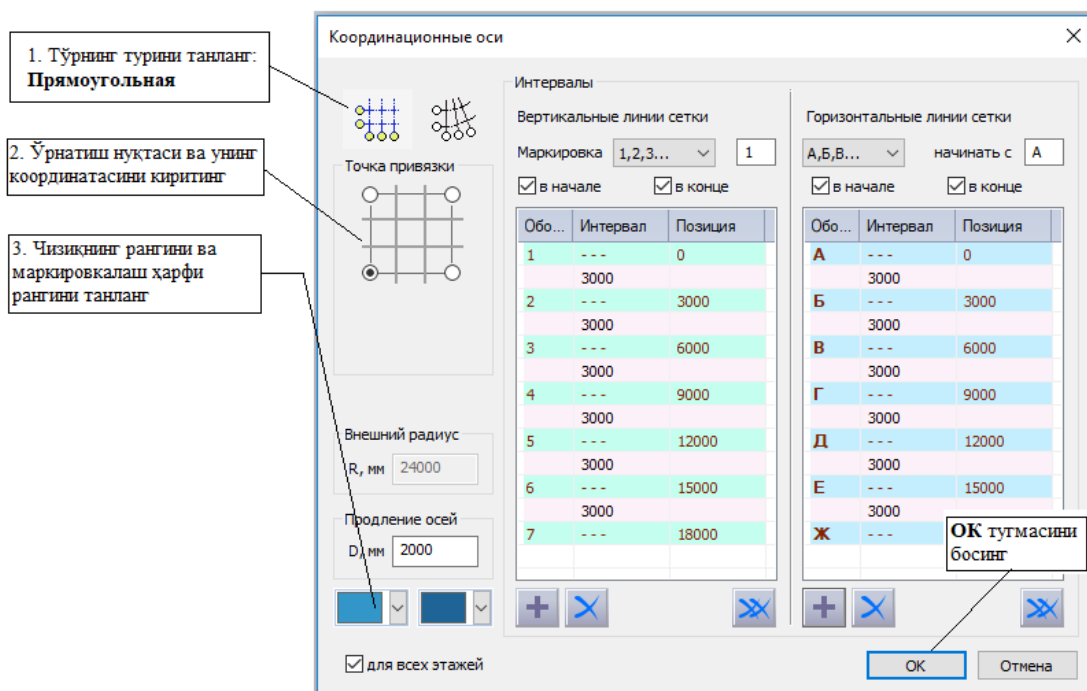 1. Тўрнинг турини танланг:
Прямоугольная
2. Ўрнатиш нуқтаси ва унинг
координатасини киритинг
3. Чизиқнинг рангини ва
маркировкалаш ҳарфи
рангини танланг
Координационные оси
Точка привязки
Внешний радиус
R, мм 24000
Продление осей
D, мм 2000
для всех этажей
Интервалы
Вертикальные линии сетки
Маркировка 1,2,3... 1
в начале в конце
Обо... Интервал Позиция
1 --- 0
3000
2 --- 3000
3000
3 --- 6000
3000
4 --- 9000
3000
5 --- 12000
3000
6 --- 15000
3000
7 --- 18000
Горизонтальные линии сетки
А,Б,В... начинать с А
в начале в конце
Обо... Интервал Позиция
А --- 0
3000
Б --- 3000
3000
В --- 6000
3000
Г --- 9000
3000
Д --- 12000
3000
Е --- 15000
3000
Ж ---
ОК тугмасини
босинг
ОК Отмена